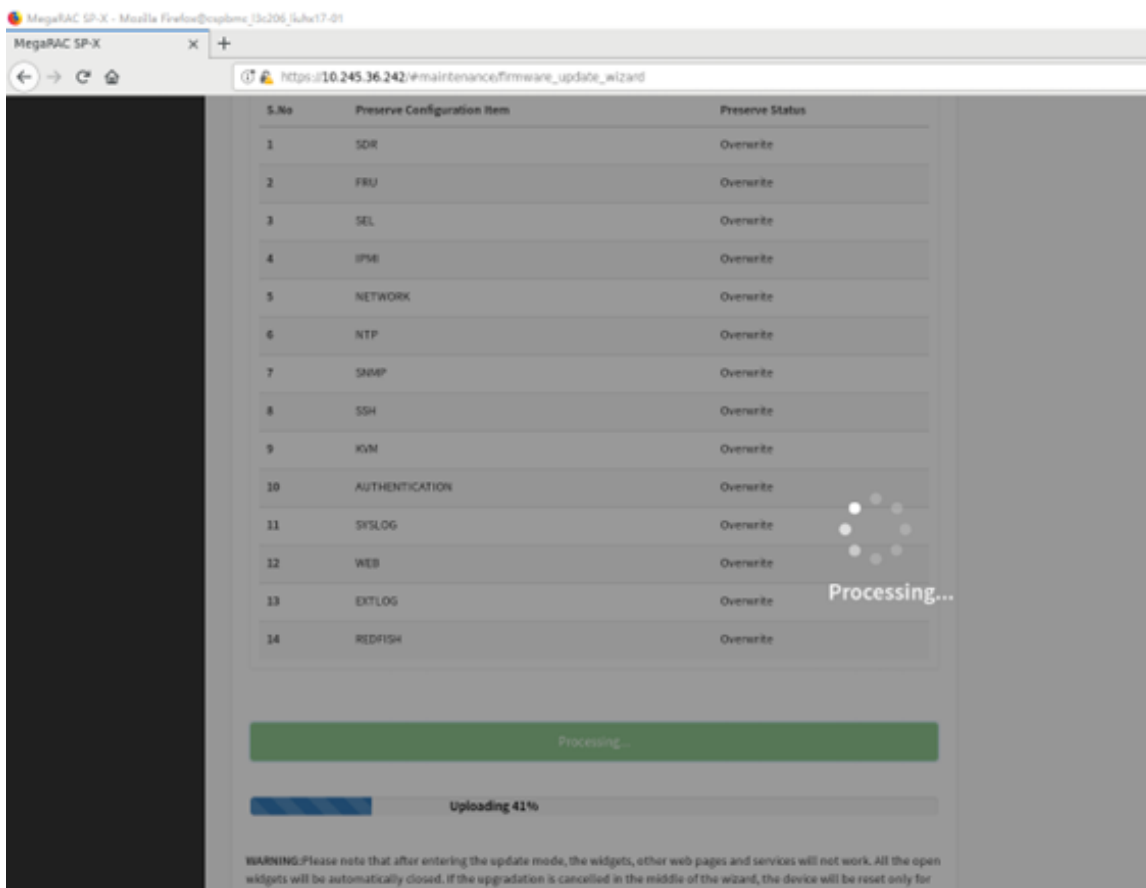 MegaRAC SP-X - Mozilla Firefox
MegaRAC SP-X
https://10.245.36.242/#maintenance/firmware_update_wizard
S.No Preserve Configuration Item Preserve Status
1 SDR Overwrite
2 FRU Overwrite
3 SEL Overwrite
4 IPMI Overwrite
5 NETWORK Overwrite
6 NTP Overwrite
7 SNMP Overwrite
8 SSH Overwrite
9 KVM Overwrite
10 AUTHENTICATION Overwrite
11 SYSLOG Overwrite
12 WEB Overwrite
13 EXTLOG Overwrite
14 REDFISH Overwrite
Processing...
Processing...
Uploading 41%
WARNING:Please note that after entering the update mode, the widgets, other web pages and services will not work. All the open
widgets will be automatically closed. If the upgradation is cancelled in the middle of the wizard, the device will be reset only for